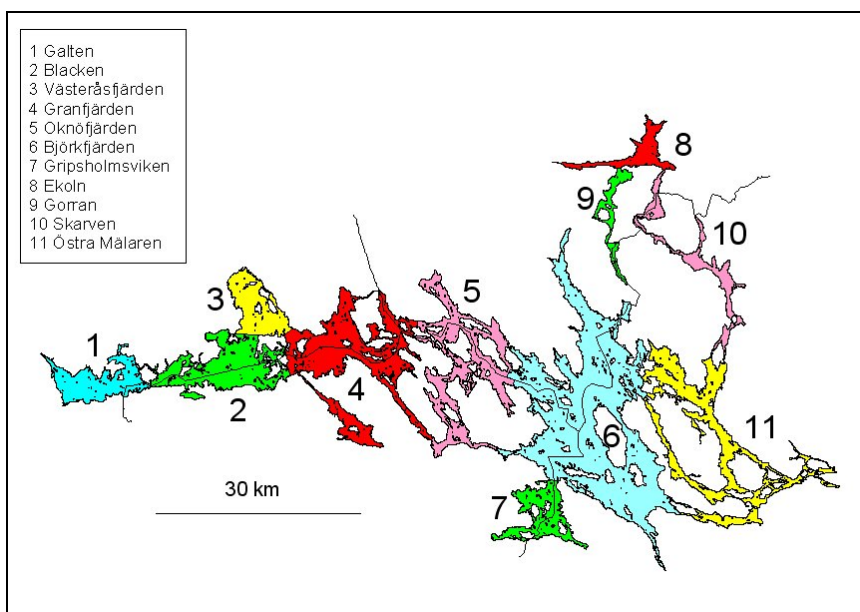 1 Galten
2 Blacken
3 Västeråsfjärden
4 Granfjärden
5 Oknöfjärden
6 Björkfjärden
7 Gripsholmsviken
8 Ekoln
9 Gorran
10 Skarven
11 Östra Mälaren
8
9
10
3
5
1
4
2
6
11
30 km
7